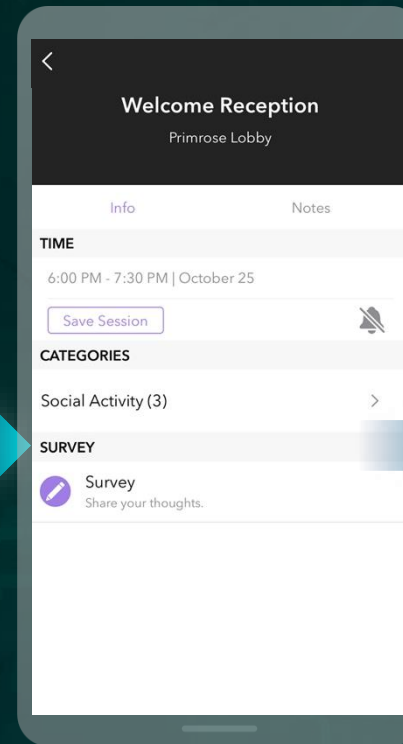 Welcome Reception
Primrose Lobby
Info Notes
TIME
6:00 PM - 7:30 PM | October 25
Save Session
CATEGORIES
Social Activity (3)
SURVEY
Survey
Share your thoughts.